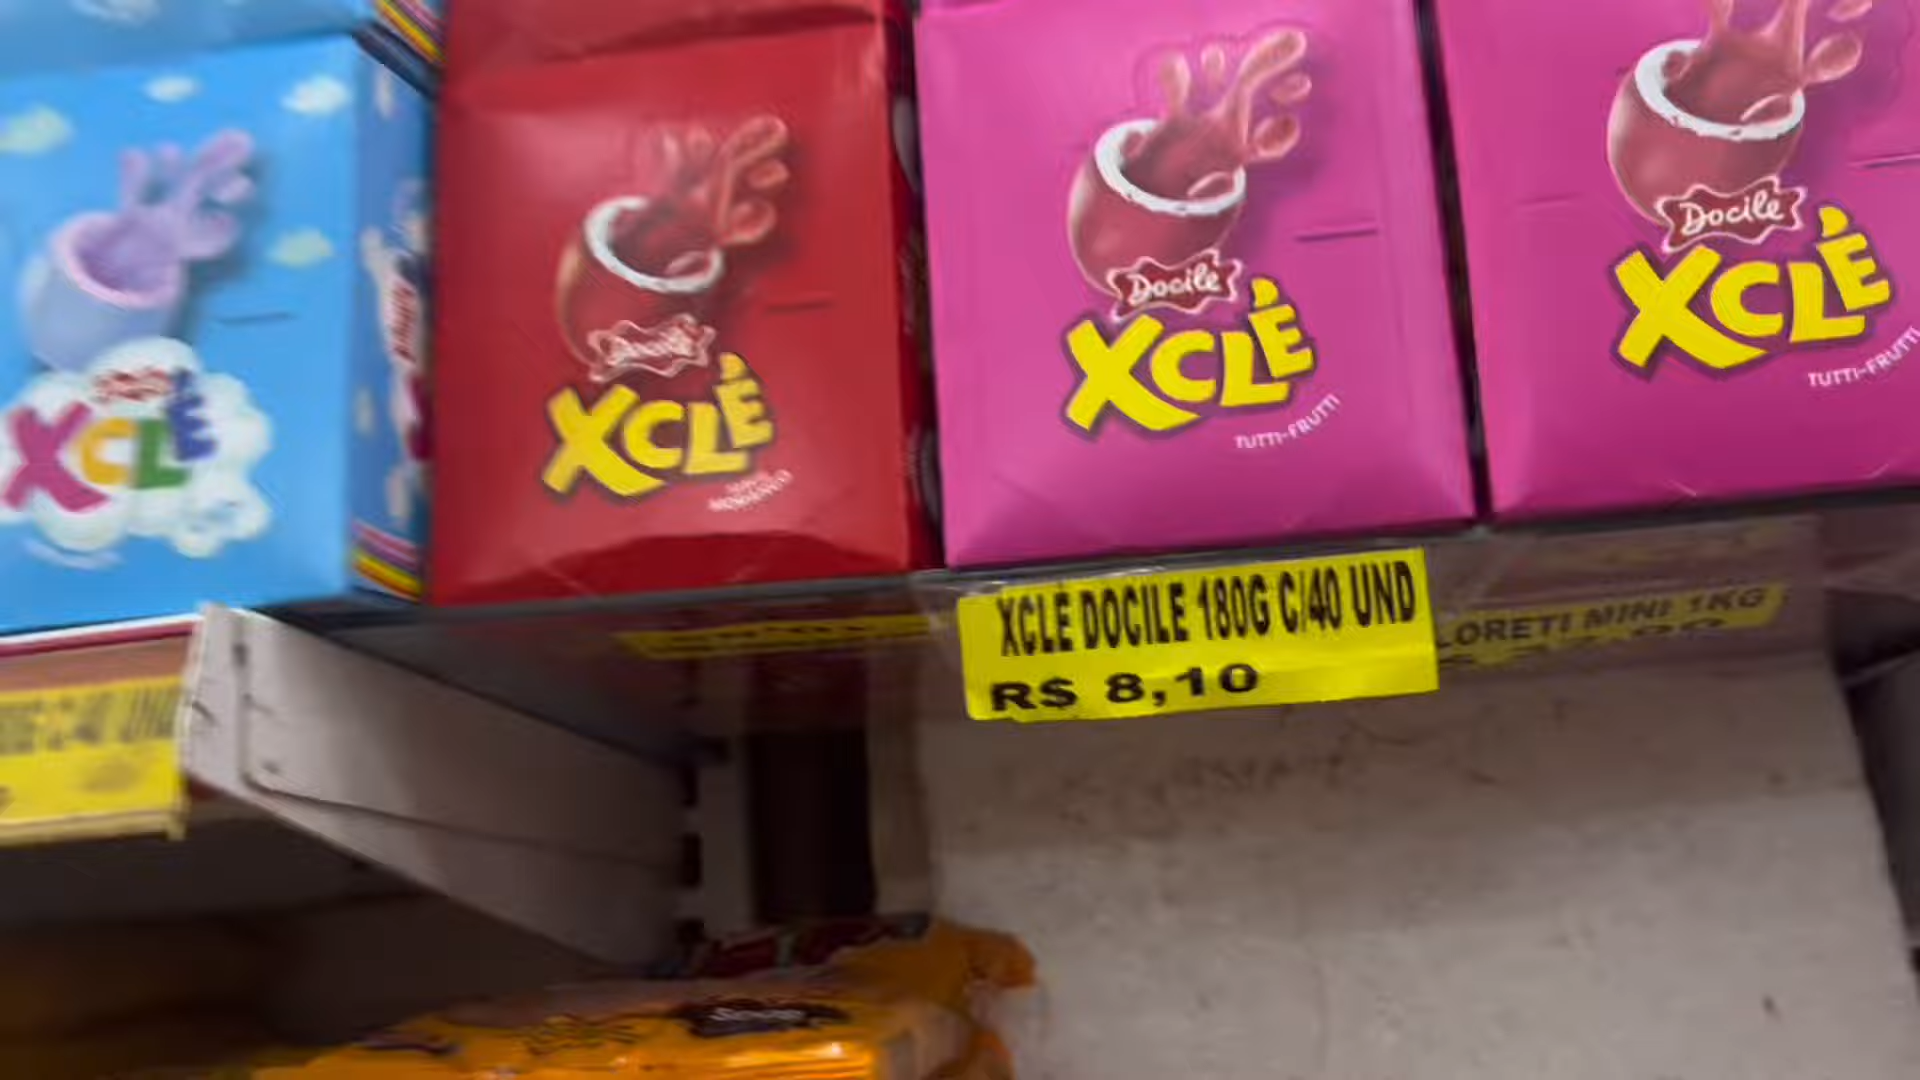 XCLÉ
Docile
XCLÉ
Docile
XCLÉ
TUTTI-FRUTTI
Docile
XCLÉ
TUTTI-FRUTTI
XCLÉ DOCILE 180G C/40 UND
R$ 8,10
LORETI MINI 1KG